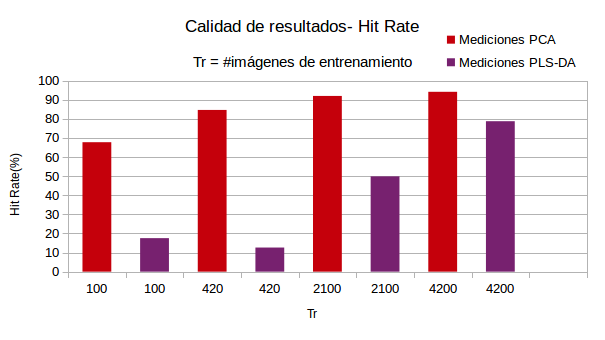 Calidad de resultados- Hit Rate
Tr = #imágenes de entrenamiento
Mediciones PCA
Mediciones PLS-DA
Hit Rate(%)
100
90
80
70
60
50
40
30
20
10
0
100 100 420 420 2100 2100 4200 4200
Tr